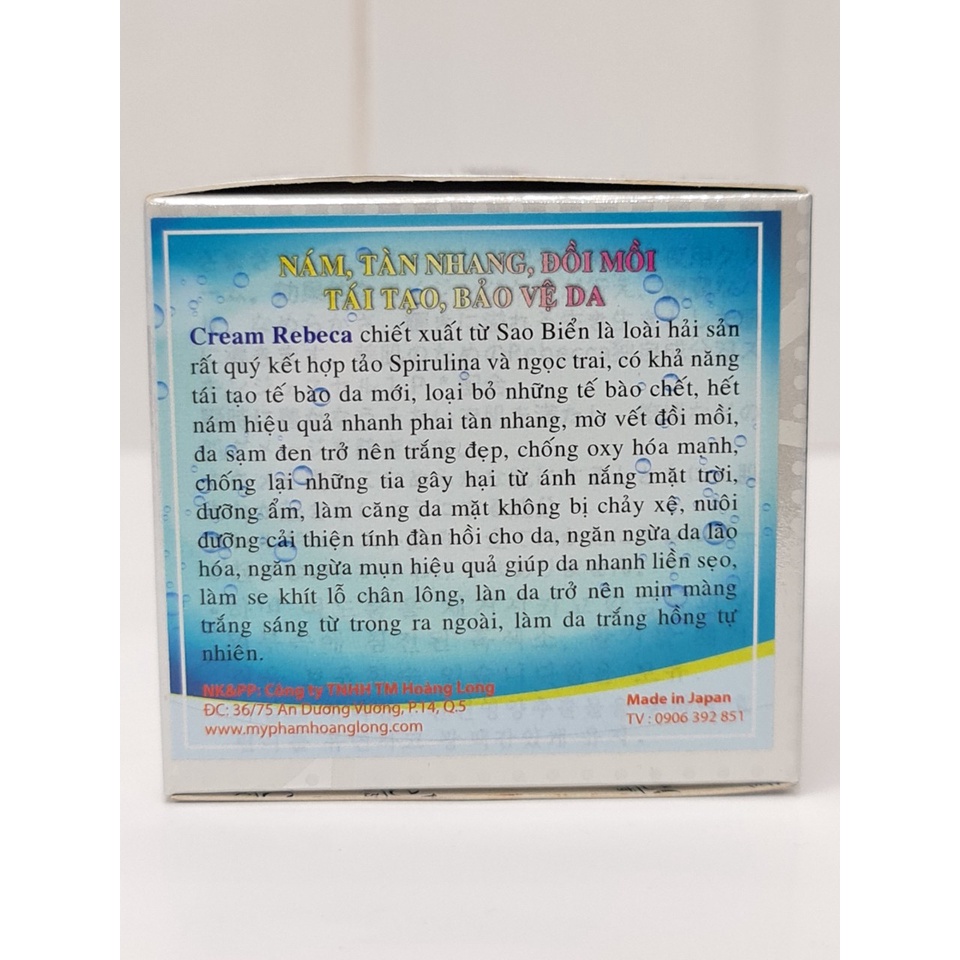 NÁM, TÀN NHANG, ĐỒI MỒI
TÁI TẠO, BẢO VỆ DA
Cream Rebeca chiết xuất từ Sao Biển là loài hải sản
rất quý kết hợp tảo Spirulina và ngọc trai, có khả năng
tái tạo tế bào da mới, loại bỏ những tế bào chết, hết
nám hiệu quả nhanh phai tàn nhang, mờ vết đồi mồi,
da sạm đen trở nên trắng đẹp, chống oxy hóa mạnh,
chống lại những tia gây hại từ ánh nắng mặt trời,
dưỡng ẩm, làm căng da mặt không bị chảy xệ, nuôi
dưỡng cải thiện tính đàn hồi cho da, ngăn ngừa da lão
hóa, ngăn ngừa mụn hiệu quả giúp da nhanh liền sẹo,
làm se khít lỗ chân lông, làn da trở nên mịn màng
trắng sáng từ trong ra ngoài, làm da trắng hồng tự
nhiên.
NK&PP: Công ty TNHH TM Hoàng Long
ĐC: 36/75 An Dương Vương, P.14, Q.5
www.myphamhoanglong.com
Made in Japan
TV : 0906 392 851